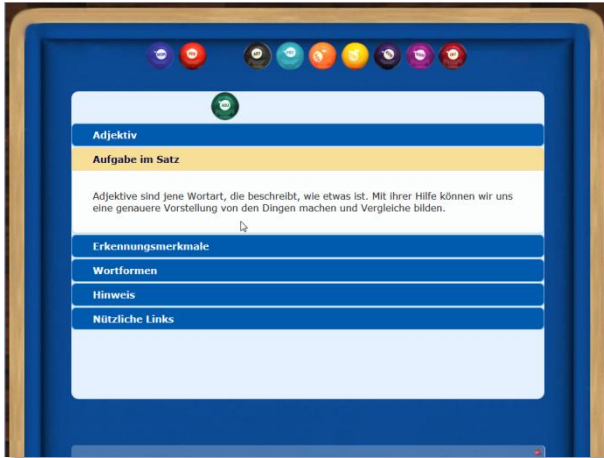 Adjektiv
Aufgabe im Satz
Adjektive sind jene Wortart, die beschreibt, wie etwas ist. Mit ihrer Hilfe können wir uns
eine genauere Vorstellung von den Dingen machen und Vergleiche bilden.
Erkennungsmerkmale
Wortformen
Hinweis
Nützliche Links